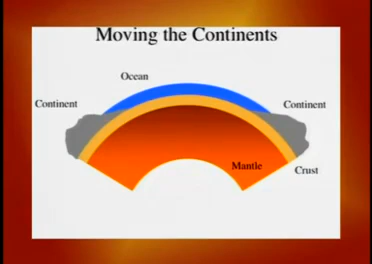 Moving the Continents
Ocean
Continent
Continent
Mantle
Crust